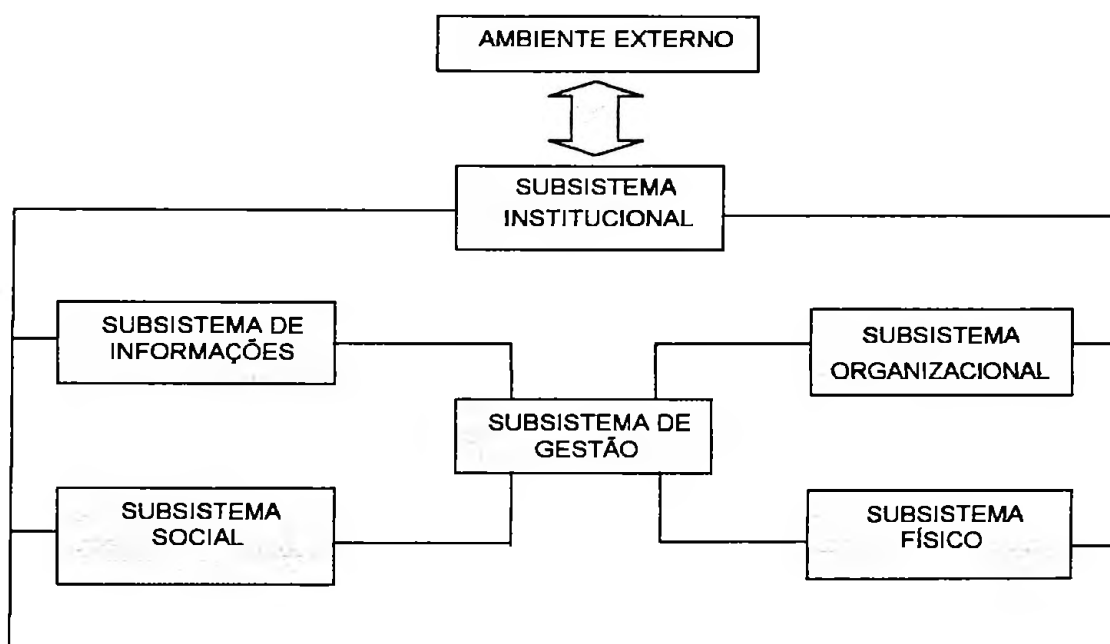 AMBIENTE EXTERNO
SUBSISTEMA
INSTITUCIONAL
SUBSISTEMA DE
INFORMAÇÕES
SUBSISTEMA
ORGANIZACIONAL
SUBSISTEMA DE
GESTÃO
SUBSISTEMA
SOCIAL
SUBSISTEMA
FÍSICO